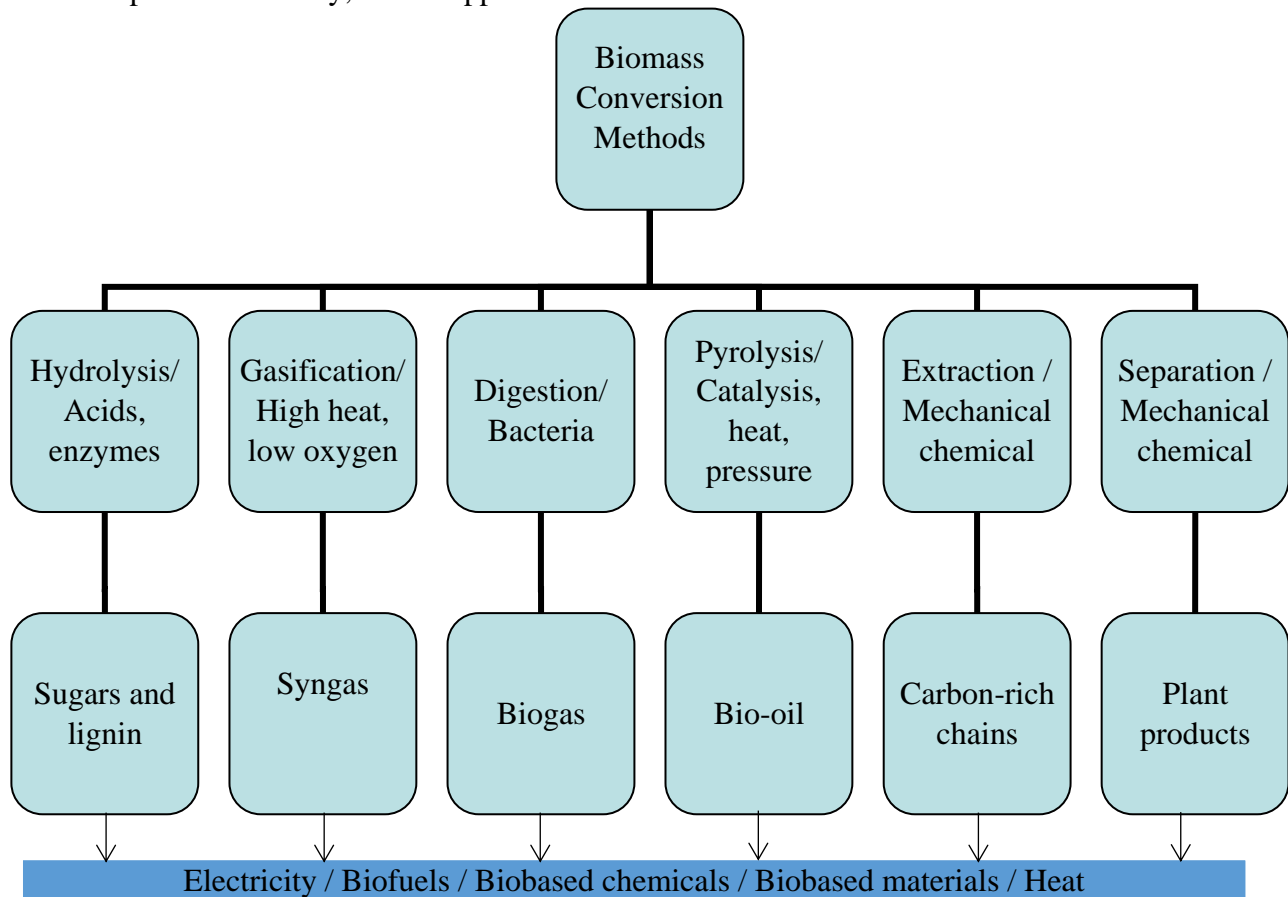 Biomass
Conversion
Methods
Hydrolysis/
Acids,
enzymes
Gasification/
High heat,
low oxygen
Digestion/
Bacteria
Pyrolysis/
Catalysis,
heat,
pressure
Extraction /
Mechanical
chemical
Separation /
Mechanical
chemical
Sugars and
lignin
Syngas
Biogas
Bio-oil
Carbon-rich
chains
Plant
products
Electricity / Biofuels / Biobased chemicals / Biobased materials / Heat